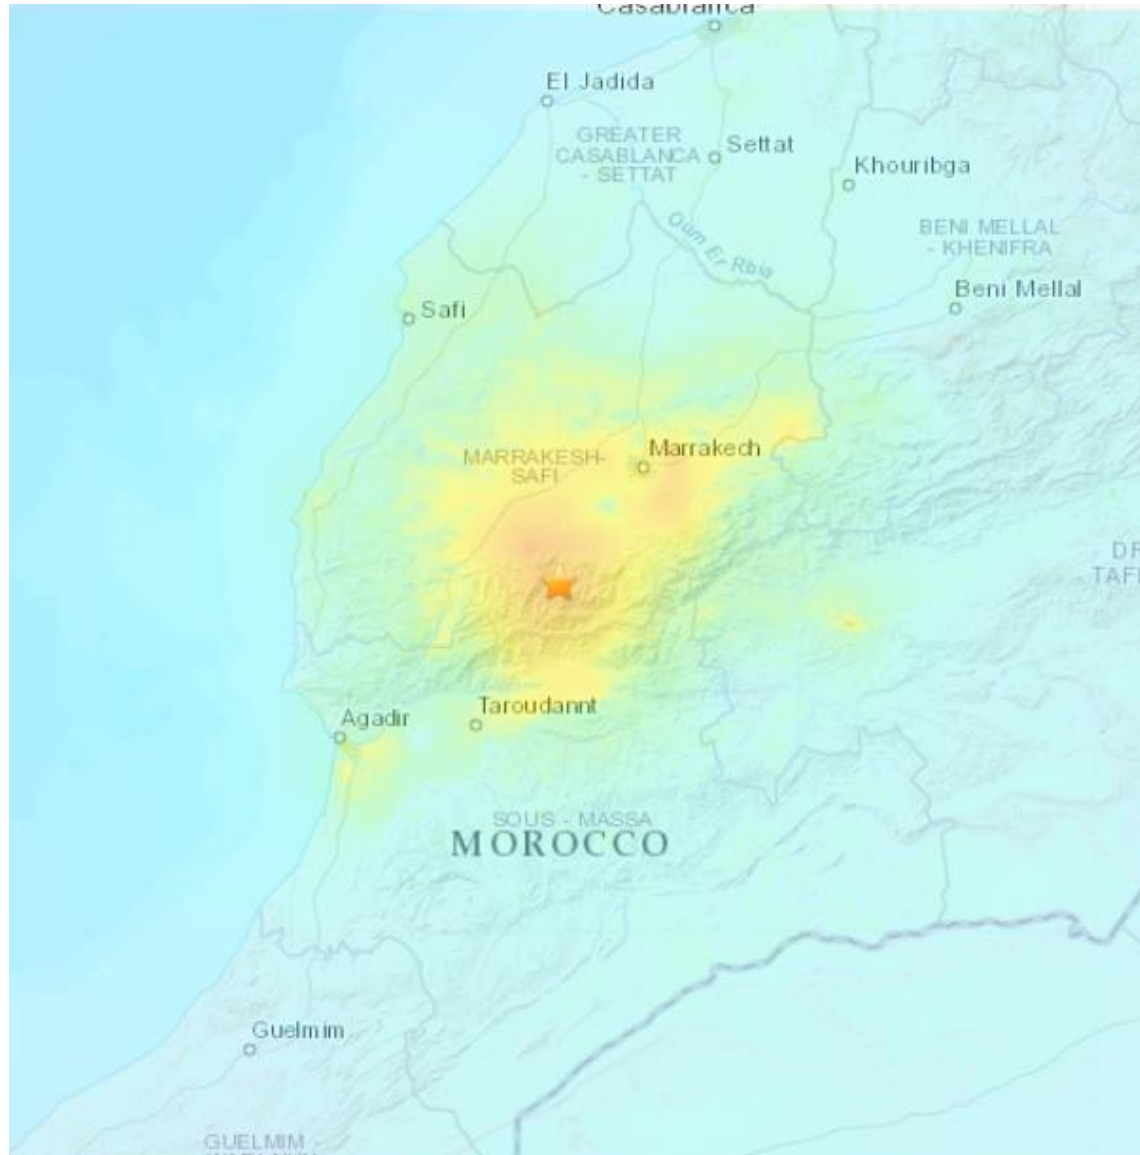 Casablanca
El Jadida
GREATER
CASABLANCA
- SETTAT
Settat
Khouribga
Oum Er Rbia
BENI MELLAL
- KHENIFRA
Beni Mellal
Safi
Marrakech
MARRAKESH-
SAFI
- TAFI
Taroudannt
Agadir
SOUS - MASSA
MOROCCO
Guelmim
GUELMIM -